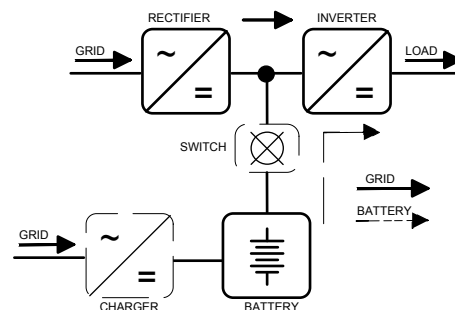 RECTIFIER
INVERTER
GRID
LOAD
~
=
~
=
SWITCH
GRID
BATTERY
GRID
~
=
CHARGER
BATTERY